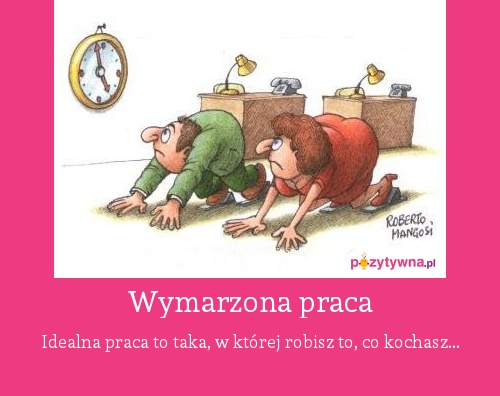 ROBERTO.
MANGOSI
pozytywna.pl
Wymarzona praca
Idealna praca to taka, w której robisz to, co kochasz...